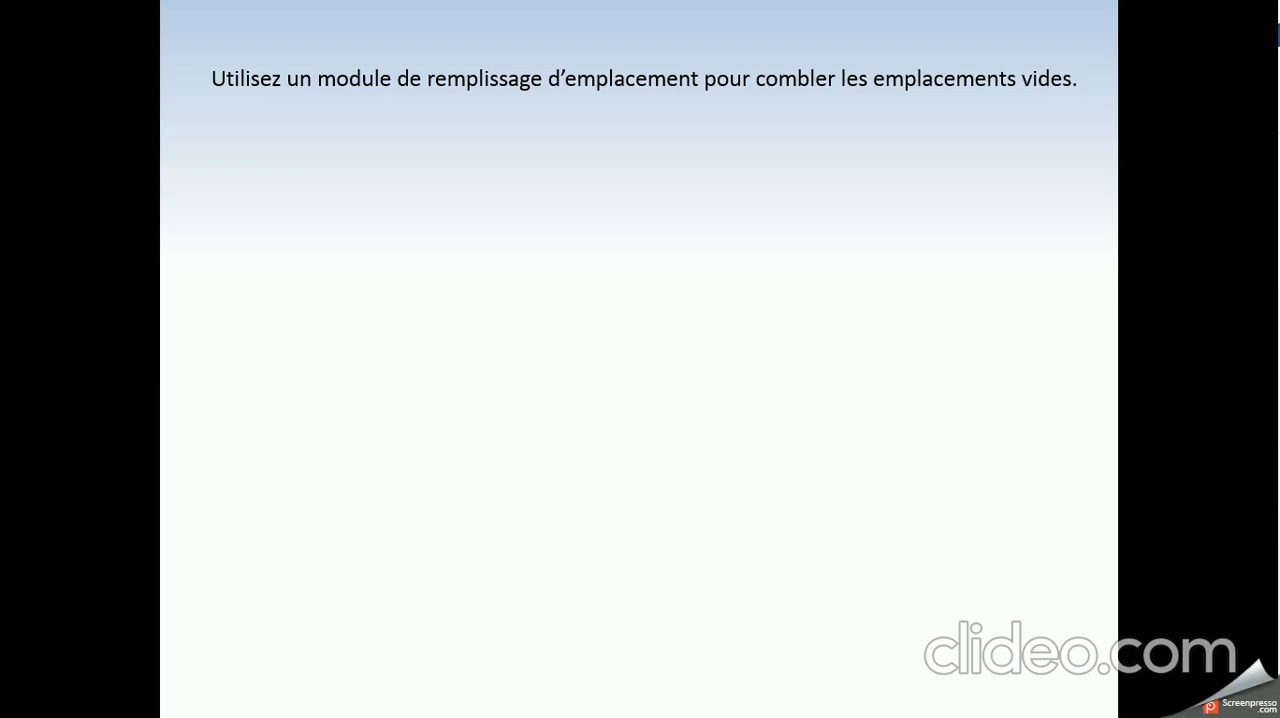 Utilisez un module de remplissage d’emplacement pour combler les emplacements vides.
clideo.com
Screenpresso
.com